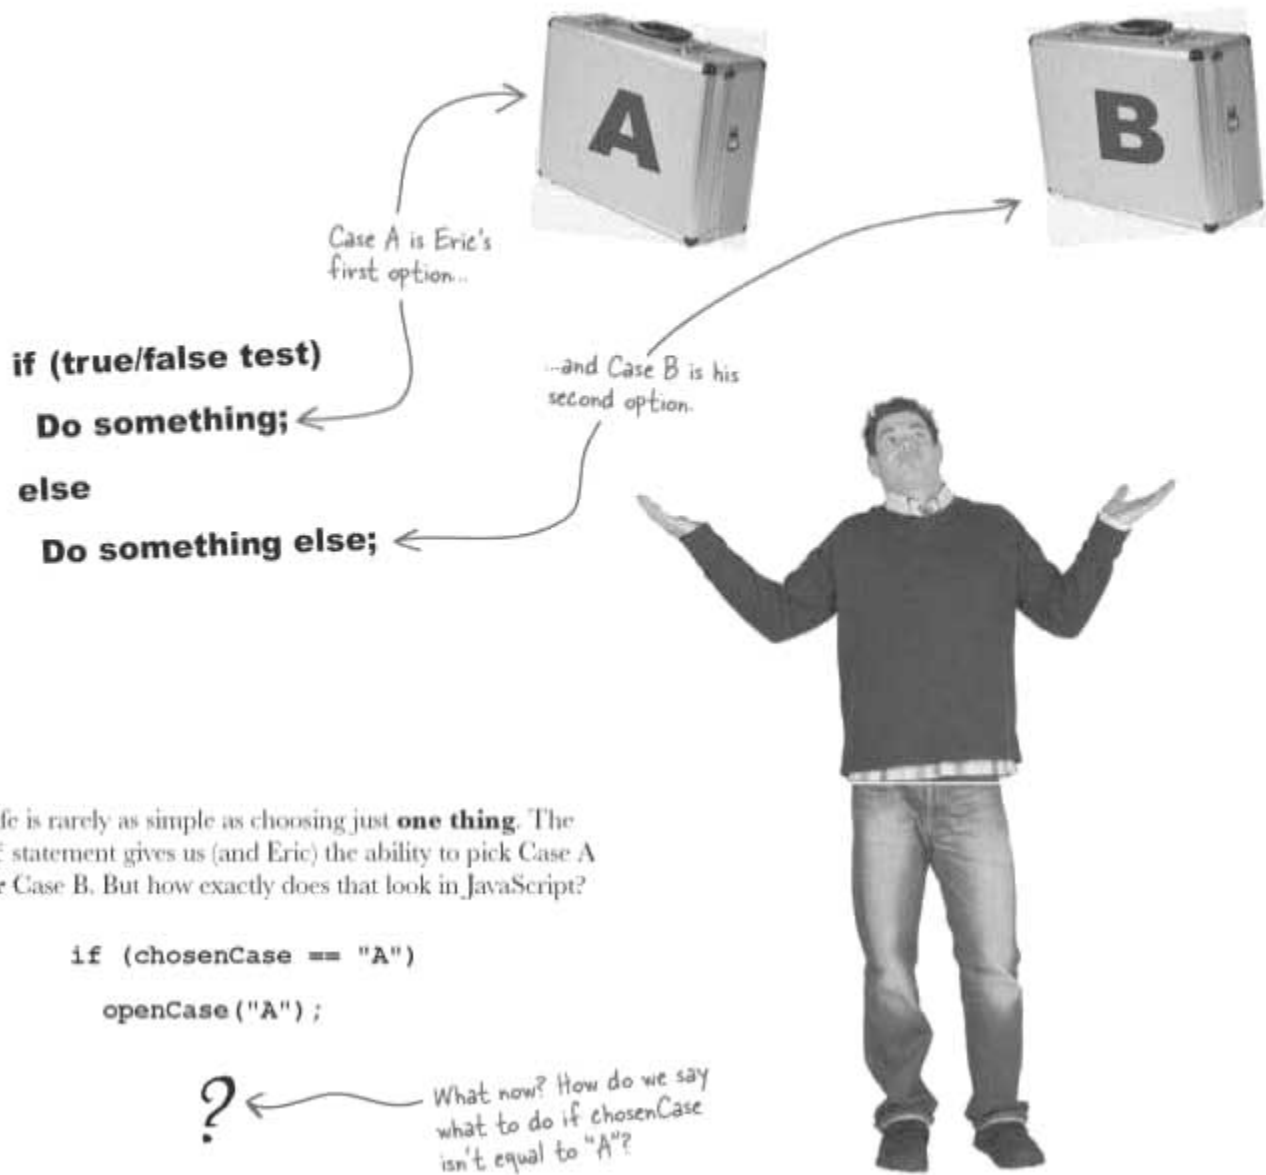 A
B
Case A is Eric's
first option...
if (true/false test)
Do something;
else
Do something else;
...and Case B is his
second option.
is rarely as simple as choosing just one thing. The
statement gives us (and Eric) the ability to pick Case A
Case B. But how exactly does that look in JavaScript?
if (chosenCase == "A")
openCase("A");
?
What now? How do we say
what to do if chosenCase
isn't equal to "A"?